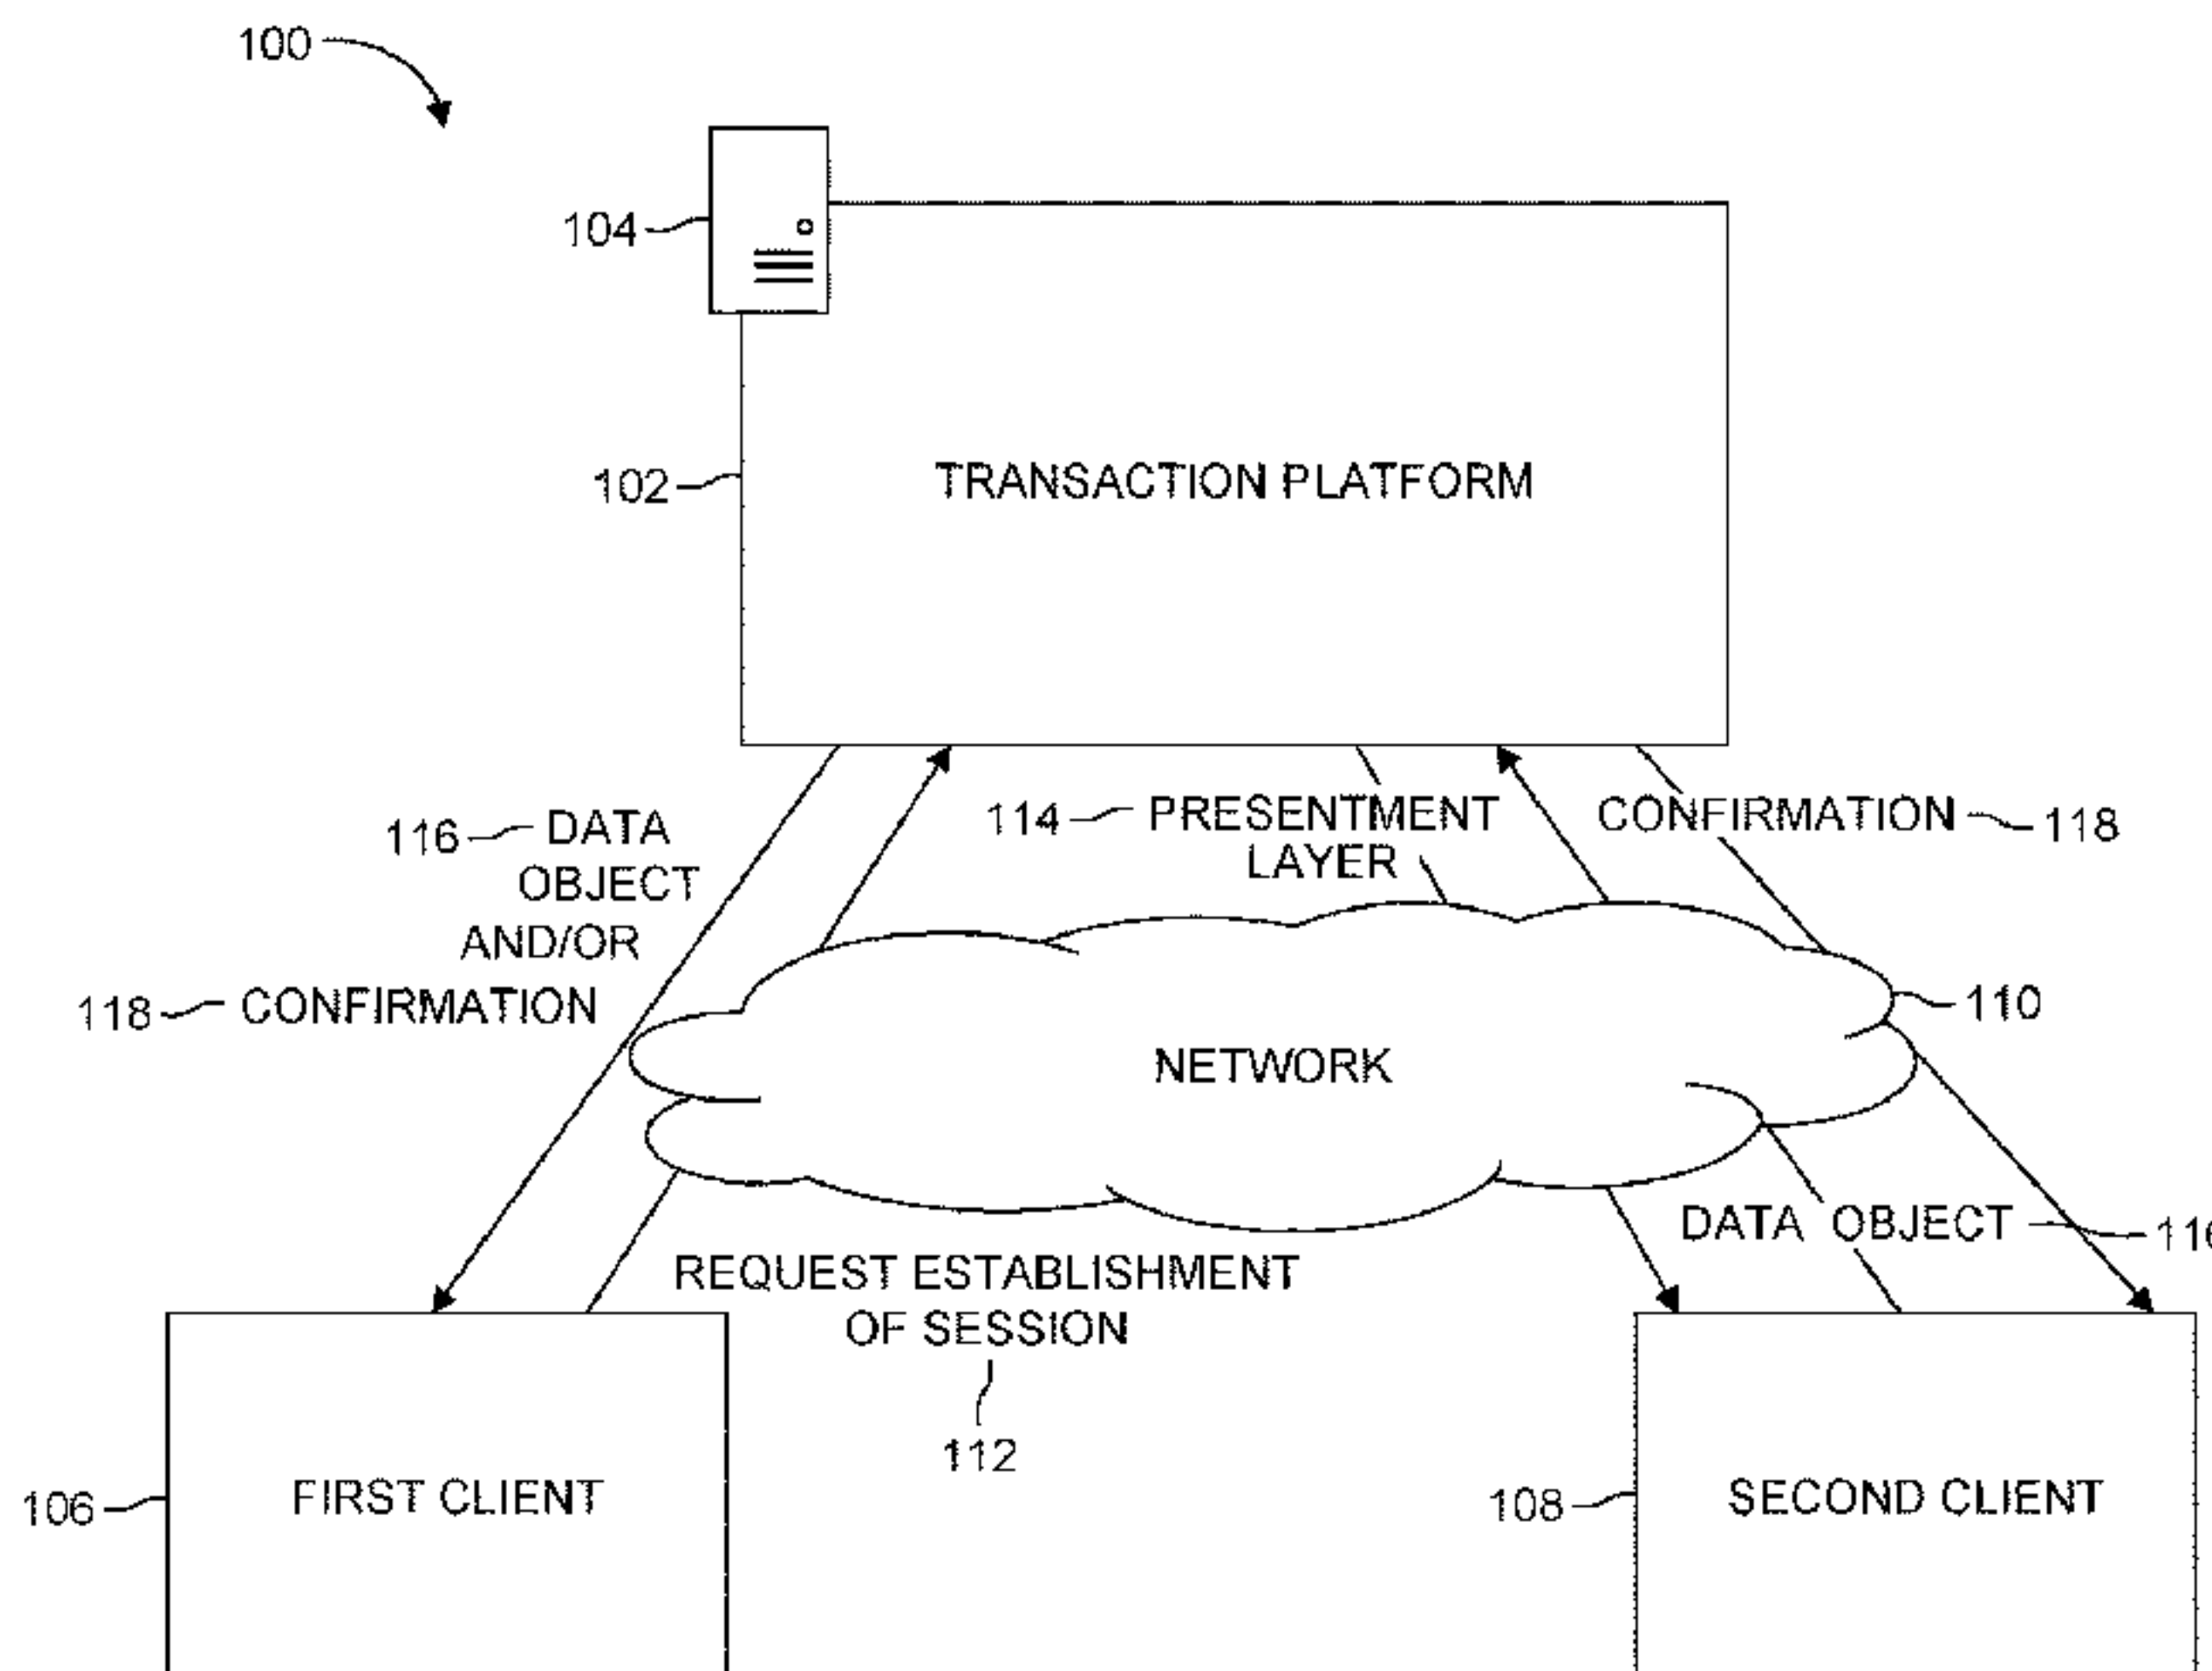 100
104
102
TRANSACTION PLATFORM
116
DATA
OBJECT
AND/OR
118
CONFIRMATION
114
PRESENTMENT
LAYER
CONFIRMATION
118
110
NETWORK
DATA OBJECT
REQUEST ESTABLISHMENT
OF SESSION
112
106
FIRST CLIENT
108
SECOND CLIENT